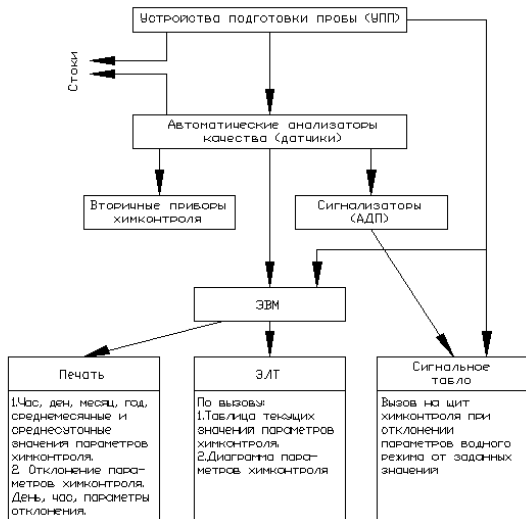 Устройства подготовки пробы (УПП)
Стоки
Автоматические анализаторы
качества (датчики)
Вторичные приборы
химконтроля
Сигнализаторы
(АДП)
ЭВМ
Печать
1.Час, ден, месяц, год,
среднемесячные и
среднесуточные
значения параметров
химконтроля.
2. Отклонение пара-
метров химконтроля.
День, час, параметры
отклонения.
ЭЛТ
По вызову:
1.Таблица текущих
значений параметров
химконтроля.
2.Диаграмма пара-
метров химконтроля
Сигнальное
табло
Вызов на щит
химконтроля при
отклонении
параметров водного
режима от заданных
значений